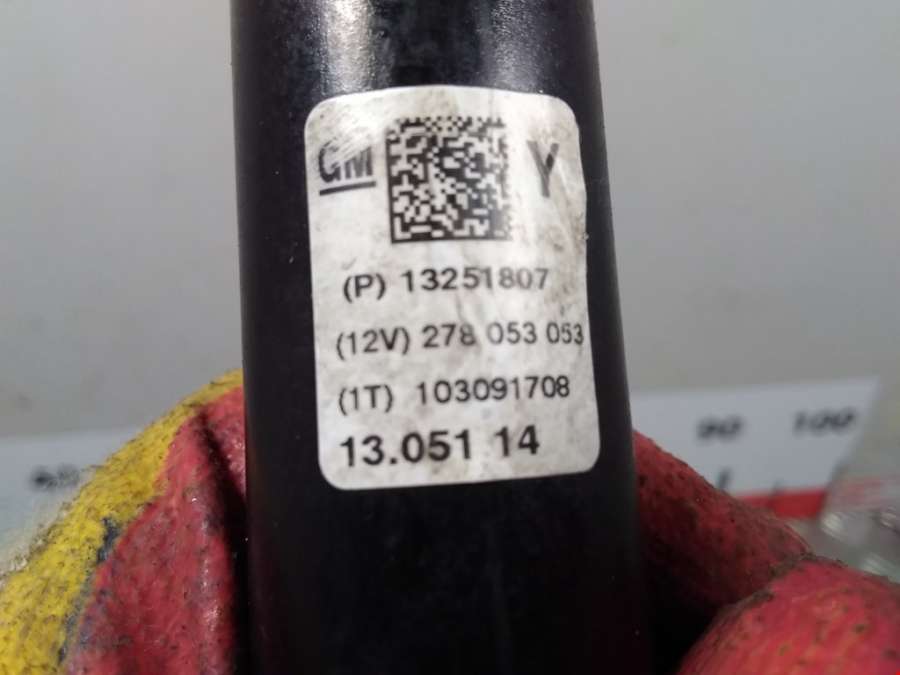 GM Y
(P) 13251807
(12V) 278 053 053
(1T) 103091708
13.051 14
90 100